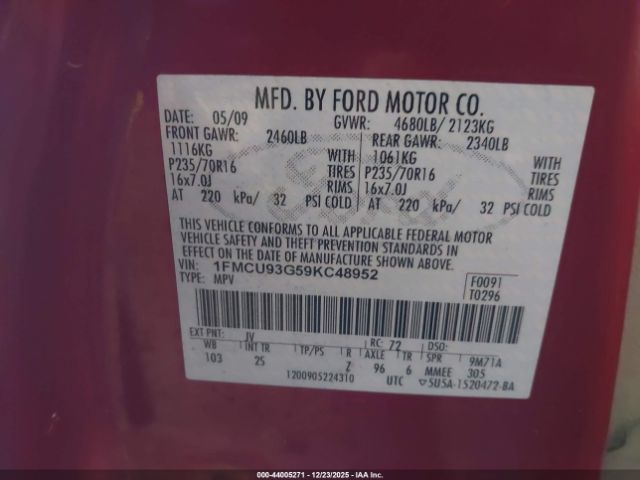 MFD. BY FORD MOTOR CO.
DATE: 05/09 GVWR: 4680LB/ 2123KG
FRONT GAWR: 2460LB REAR GAWR: 2340LB
1116KG WITH 1061KG WITH
P235/70R16 TIRES P235/70R16 TIRES
16x7.0J RIMS 16x7.0J RIMS
AT 220 kPa/ 32 PSI COLD AT 220 kPa/ 32 PSI COLD
THIS VEHICLE CONFORMS TO ALL APPLICABLE FEDERAL MOTOR
VEHICLE SAFETY AND THEFT PREVENTION STANDARDS IN
EFFECT ON THE DATE OF MANUFACTURE SHOWN ABOVE.
VIN: 1FMCU93G59KC48952 F0091
TYPE: MPV T0296
EXT PNT: JV RC: 72 DSO:
WB INT TR TP/PS R AXLE TR SPR 9M71A
103 25 Z 96 6 MMEE 305
1200905224310 UTC ▽5U5A-1520472-BA
000-44005271 - 12/23/2025 - IAA Inc.